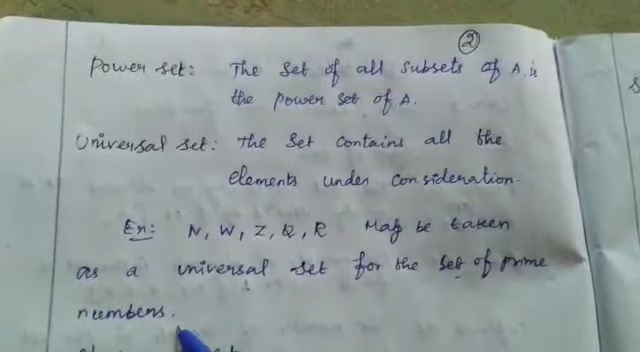 2
Power set: The set of all subsets of A is
the power set of A.
Universal set: The set contains all the
elements under consideration.
Ex: N, W, Z, Q, R May be taken
as a universal set for the set of prime
numbers.